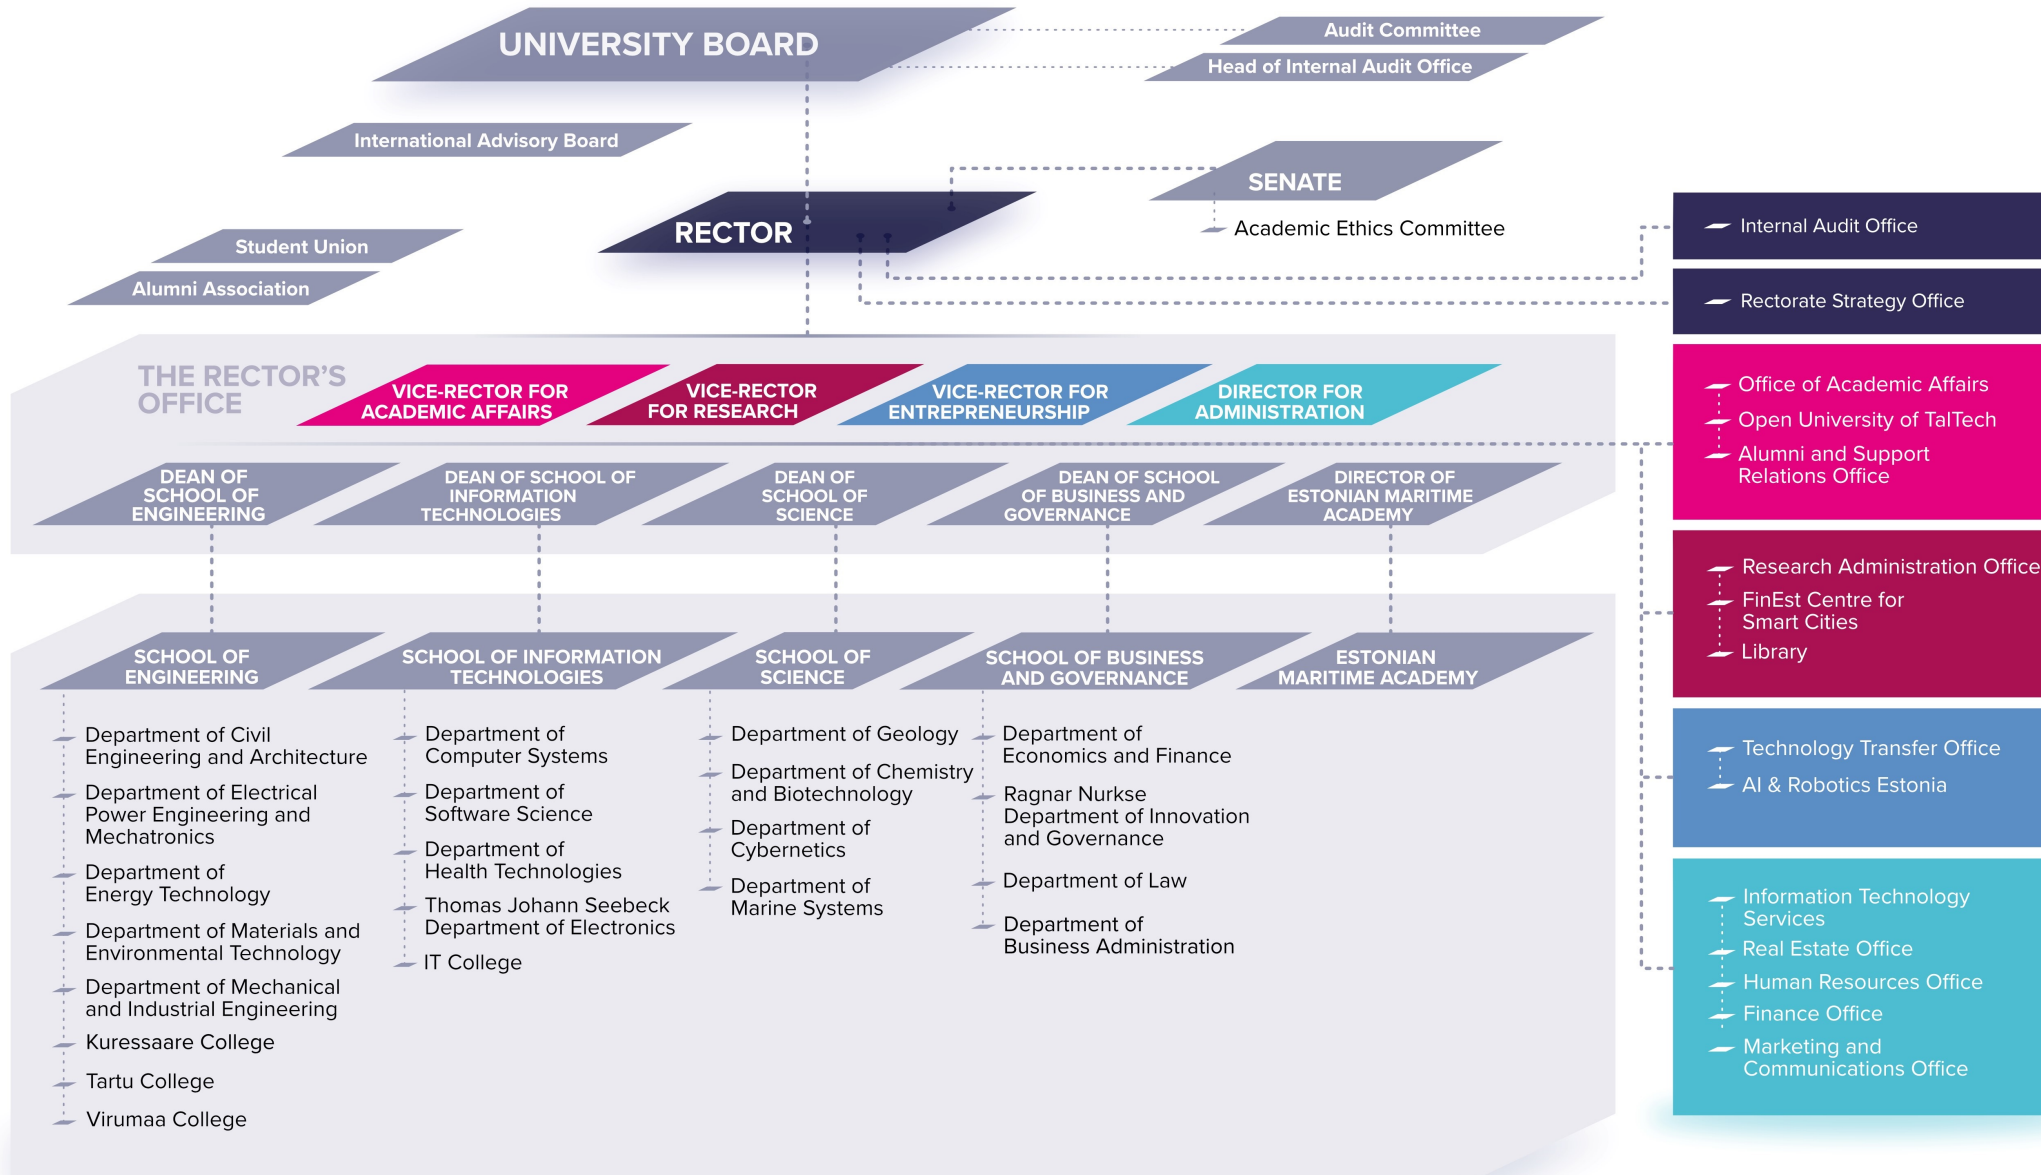 UNIVERSITY BOARD
Audit Committee
Head of Internal Audit Office
International Advisory Board
SENATE
Academic Ethics Committee
RECTOR
Student Union
Alumni Association
THE RECTOR'S
OFFICE
VICE-RECTOR FOR
ACADEMIC AFFAIRS
VICE-RECTOR
FOR RESEARCH
VICE-RECTOR FOR
ENTREPRENEURSHIP
DIRECTOR FOR
ADMINISTRATION
DEAN OF
SCHOOL OF
ENGINEERING
DEAN OF SCHOOL OF
INFORMATION
TECHNOLOGIES
DEAN OF
SCHOOL OF
SCIENCE
DEAN OF SCHOOL
OF BUSINESS AND
GOVERNANCE
DIRECTOR OF
ESTONIAN MARITIME
ACADEMY
SCHOOL OF
ENGINEERING
Department of Civil
Engineering and Architecture
Department of Electrical
Power Engineering and
Mechatronics
Department of
Energy Technology
Department of Materials and
Environmental Technology
Department of Mechanical
and Industrial Engineering
Kuressaare College
Tartu College
Virumaa College
SCHOOL OF INFORMATION
TECHNOLOGIES
Department of
Computer Systems
Department of
Software Science
Department of
Health Technologies
Thomas Johann Seebeck
Department of Electronics
IT College
SCHOOL OF
SCIENCE
Department of Geology
Department of Chemistry
and Biotechnology
Department of
Cybernetics
Department of
Marine Systems
SCHOOL OF BUSINESS
AND GOVERNANCE
Department of
Economics and Finance
Ragnar Nurkse
Department of Innovation
and Governance
Department of Law
Department of
Business Administration
ESTONIAN
MARITIME ACADEMY
Internal Audit Office
Rectorate Strategy Office
Office of Academic Affairs
Open University of TalTech
Alumni and Support
Relations Office
Research Administration Office
FinEst Centre for
Smart Cities
Library
Technology Transfer Office
AI & Robotics Estonia
Information Technology
Services
Real Estate Office
Human Resources Office
Finance Office
Marketing and
Communications Office